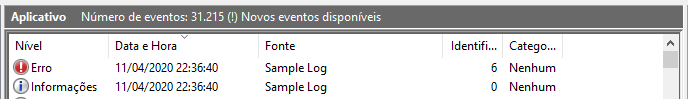 Aplicativo Número de eventos: 31.215 (!) Novos eventos disponíveis
Nível Data e Hora Fonte Identifi... Catego...
Erro 11/04/2020 22:36:40 Sample Log 6 Nenhum
Informações 11/04/2020 22:36:40 Sample Log 0 Nenhum